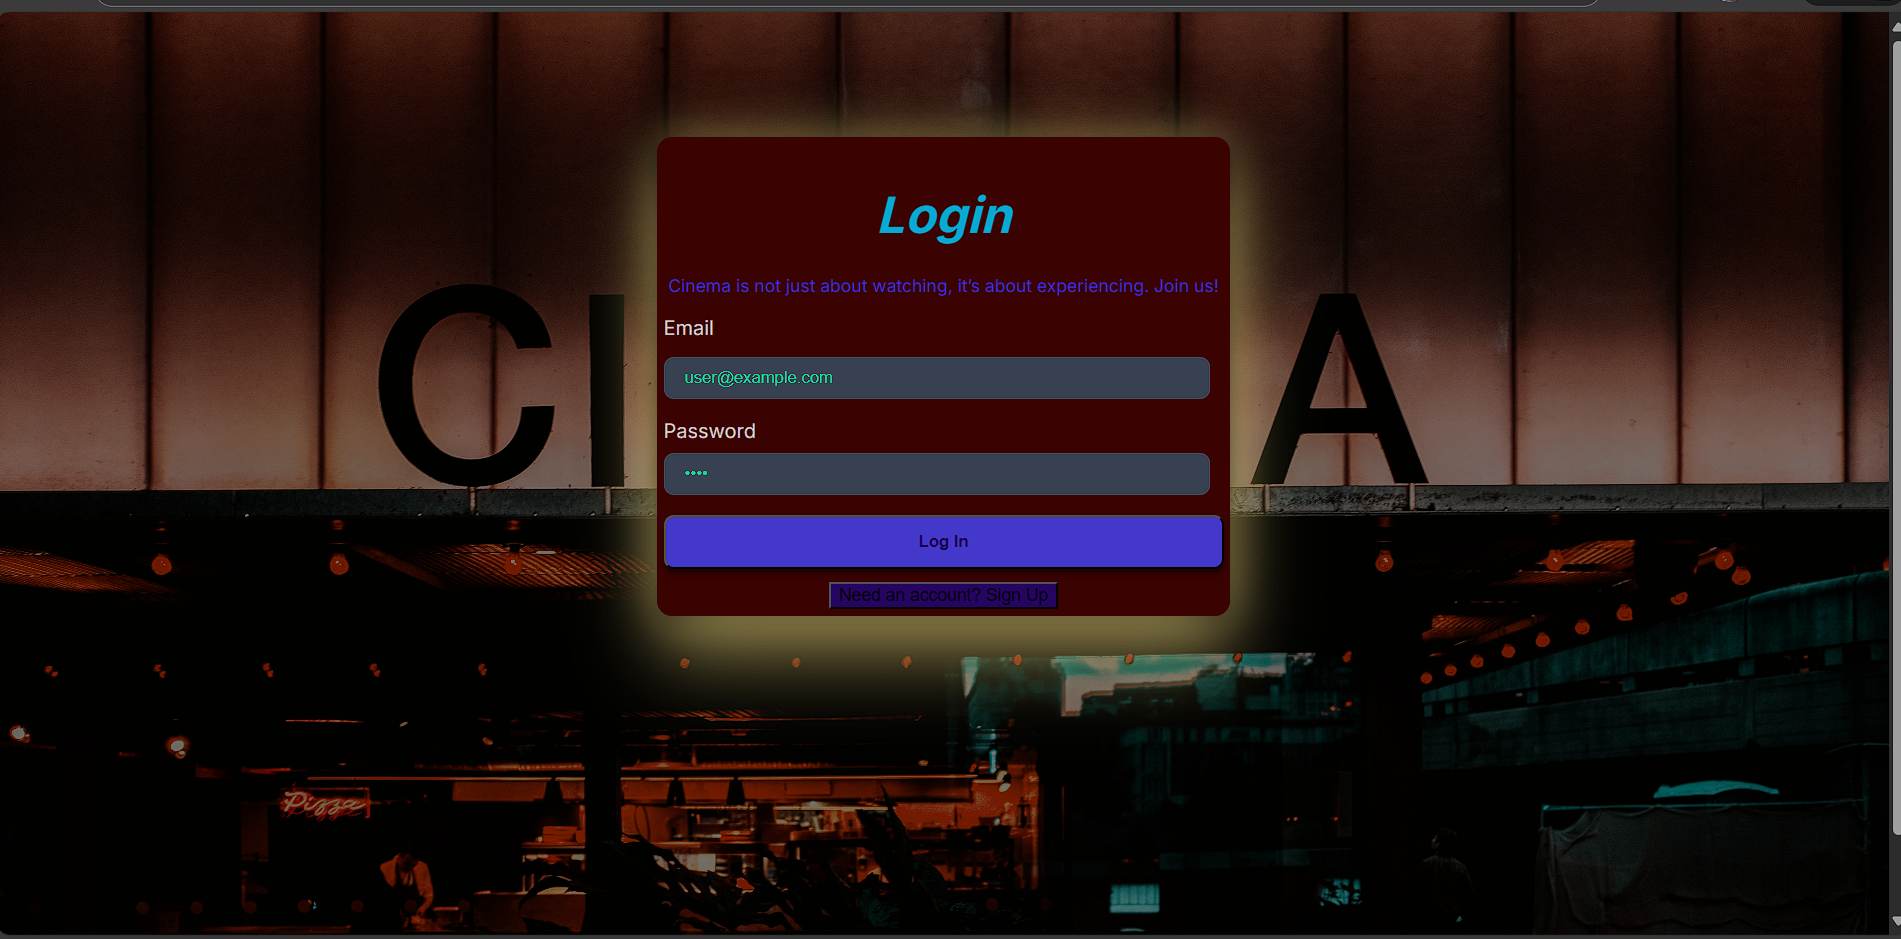 Login
Cinema is not just about watching, it’s about experiencing. Join us!
CI A
Email
user@example.com
Password
••••
Log In
Need an account? Sign Up
Pizza